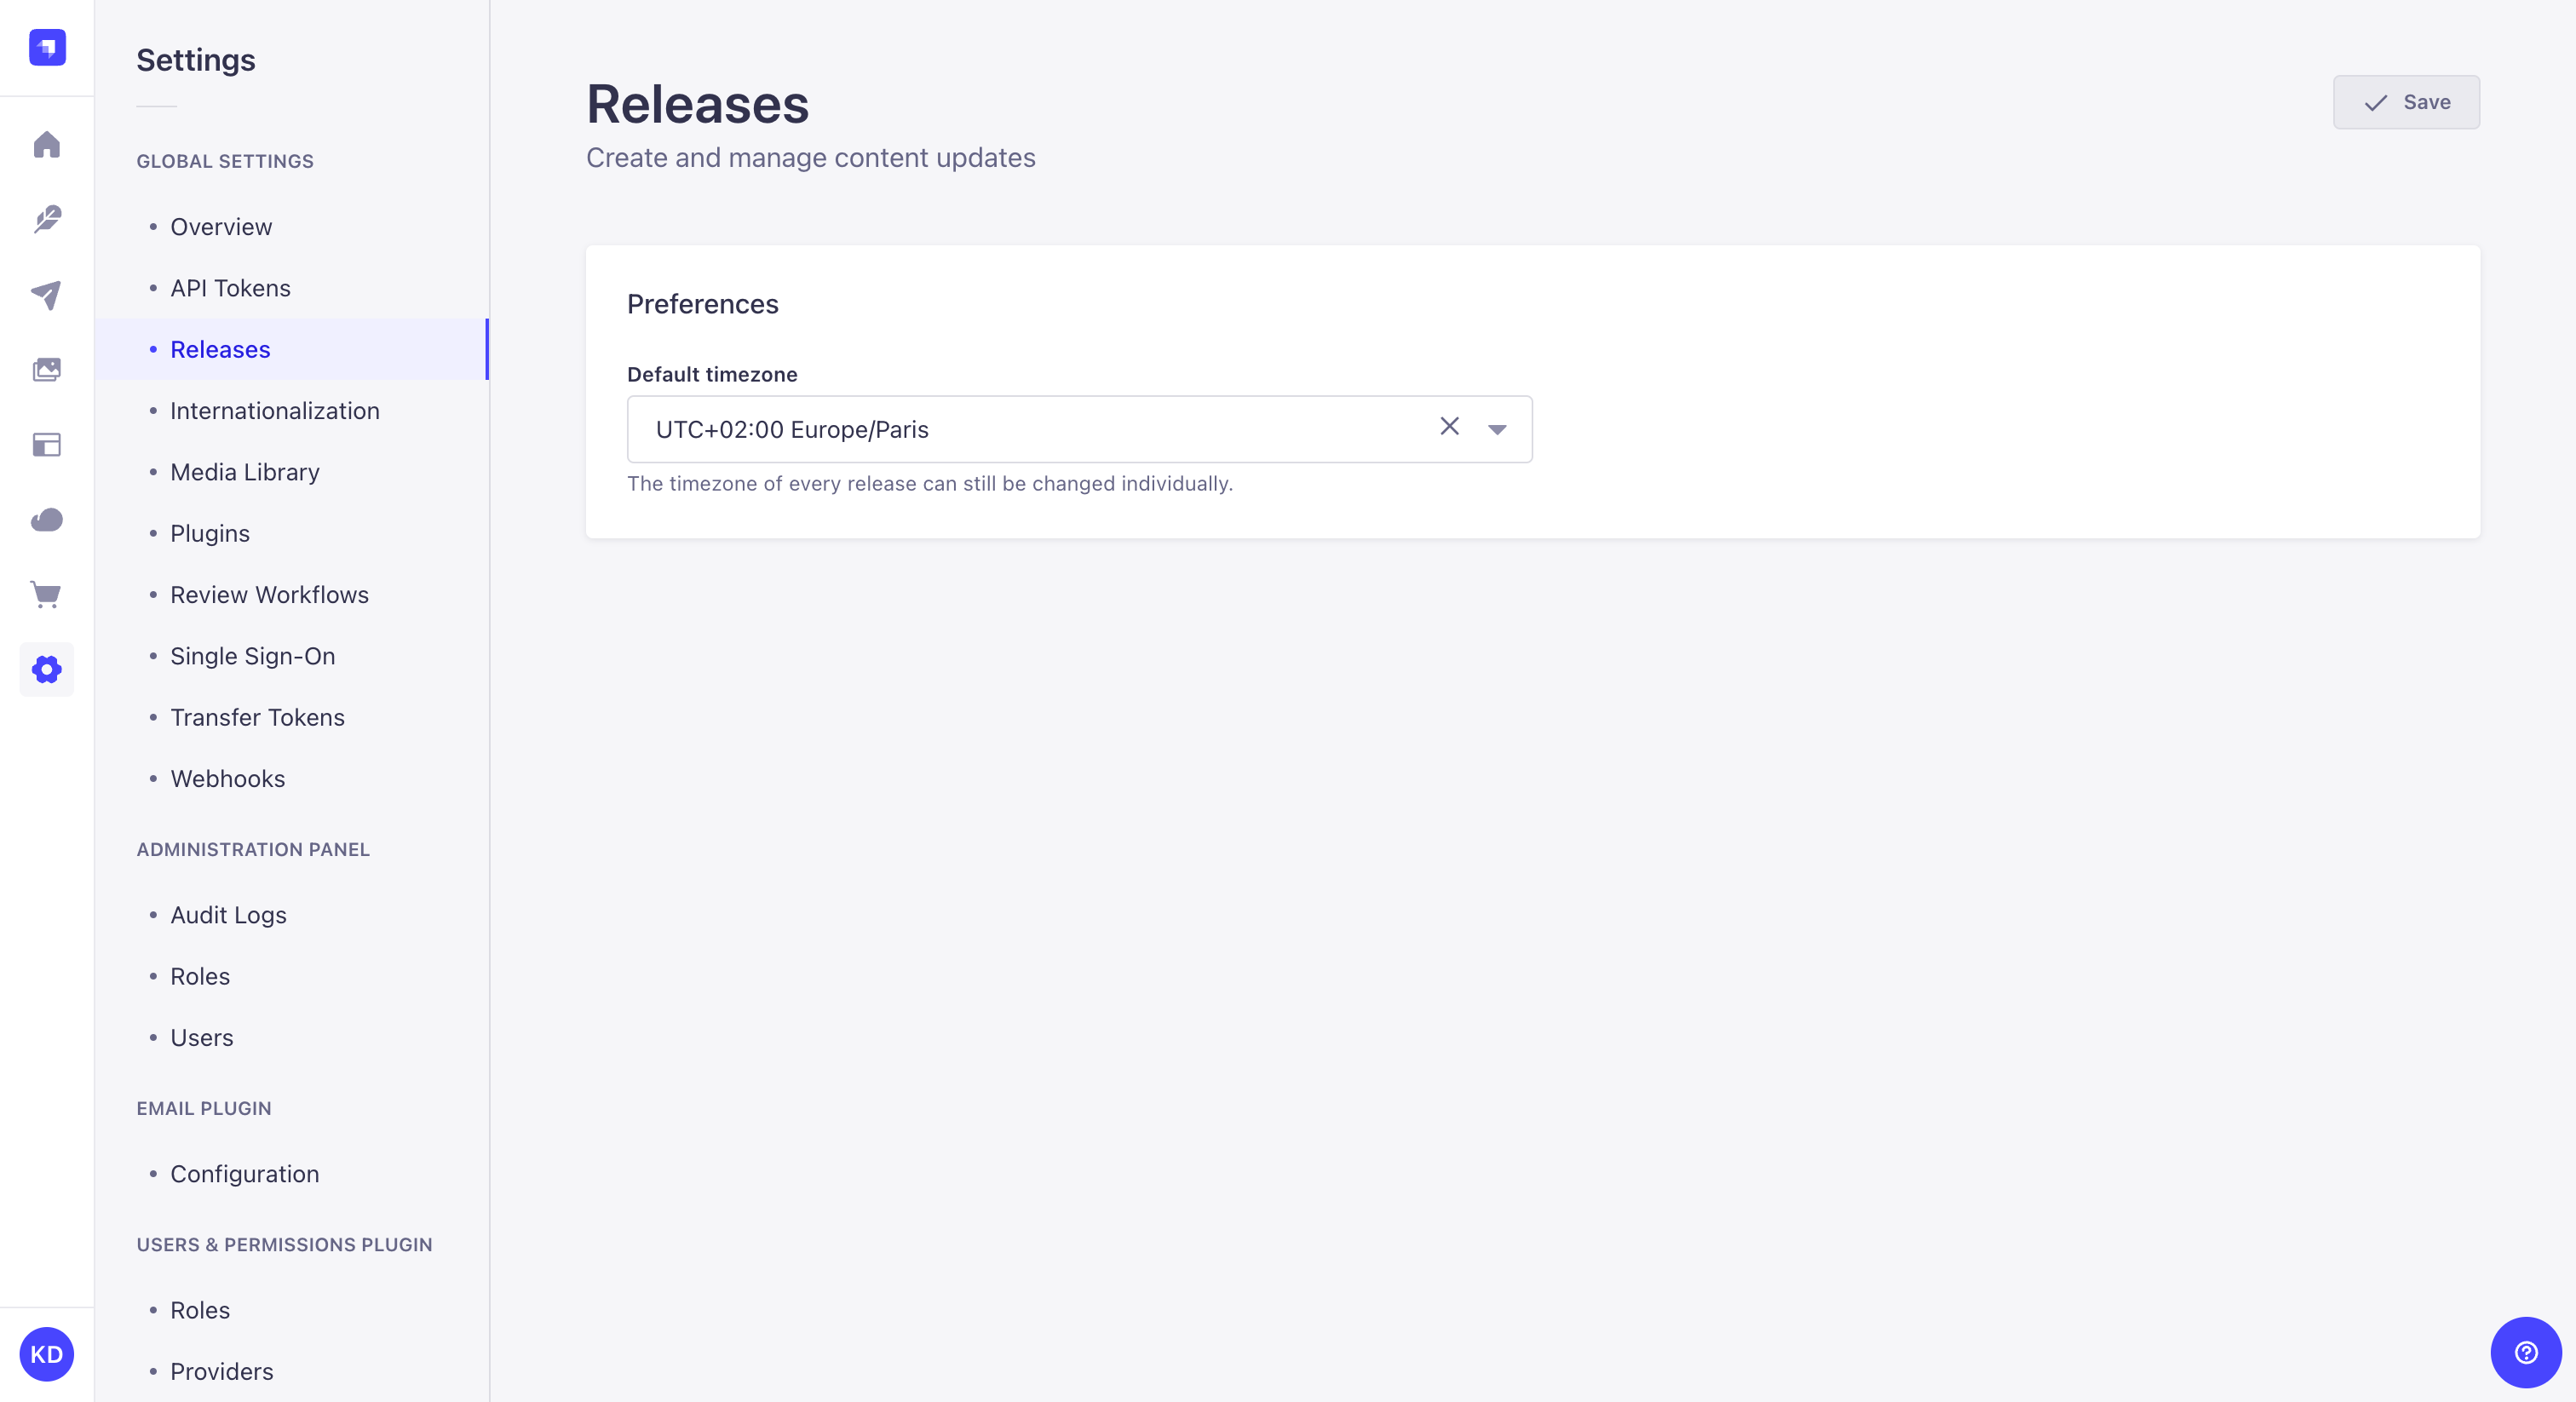 Settings
GLOBAL SETTINGS
Overview
API Tokens
Releases
Internationalization
Media Library
Plugins
Review Workflows
Single Sign-On
Transfer Tokens
Webhooks
ADMINISTRATION PANEL
Audit Logs
Roles
Users
EMAIL PLUGIN
Configuration
USERS & PERMISSIONS PLUGIN
Roles
Providers
KD
Releases
Save
Create and manage content updates
Preferences
Default timezone
UTC+02:00 Europe/Paris
The timezone of every release can still be changed individually.